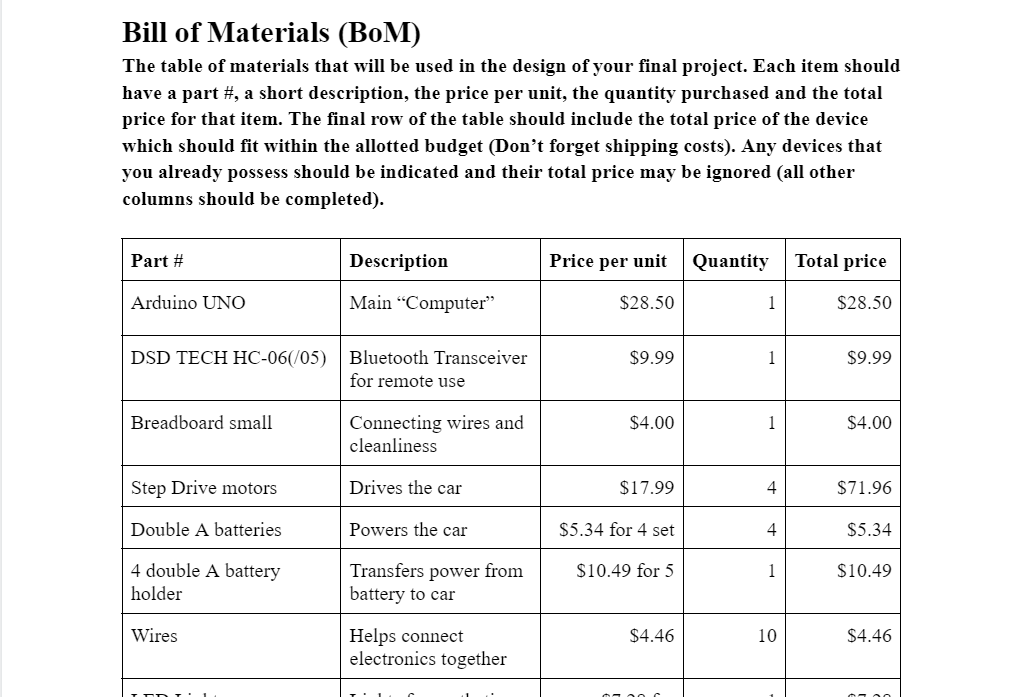 Bill of Materials (BoM)
The table of materials that will be used in the design of your final project. Each item should
have a part #, a short description, the price per unit, the quantity purchased and the total
price for that item. The final row of the table should include the total price of the device
which should fit within the allotted budget (Don’t forget shipping costs). Any devices that
you already possess should be indicated and their total price may be ignored (all other
columns should be completed).
Part # Description Price per unit Quantity Total price
Arduino UNO Main “Computer” $28.50 1 $28.50
DSD TECH HC-06(/05) Bluetooth Transceiver $9.99 1 $9.99
for remote use
Breadboard small Connecting wires and $4.00 1 $4.00
cleanliness
Step Drive motors Drives the car $17.99 4 $71.96
Double A batteries Powers the car $5.34 for 4 set 4 $5.34
4 double A battery Transfers power from $10.49 for 5 1 $10.49
holder battery to car
Wires Helps connect $4.46 10 $4.46
electronics together